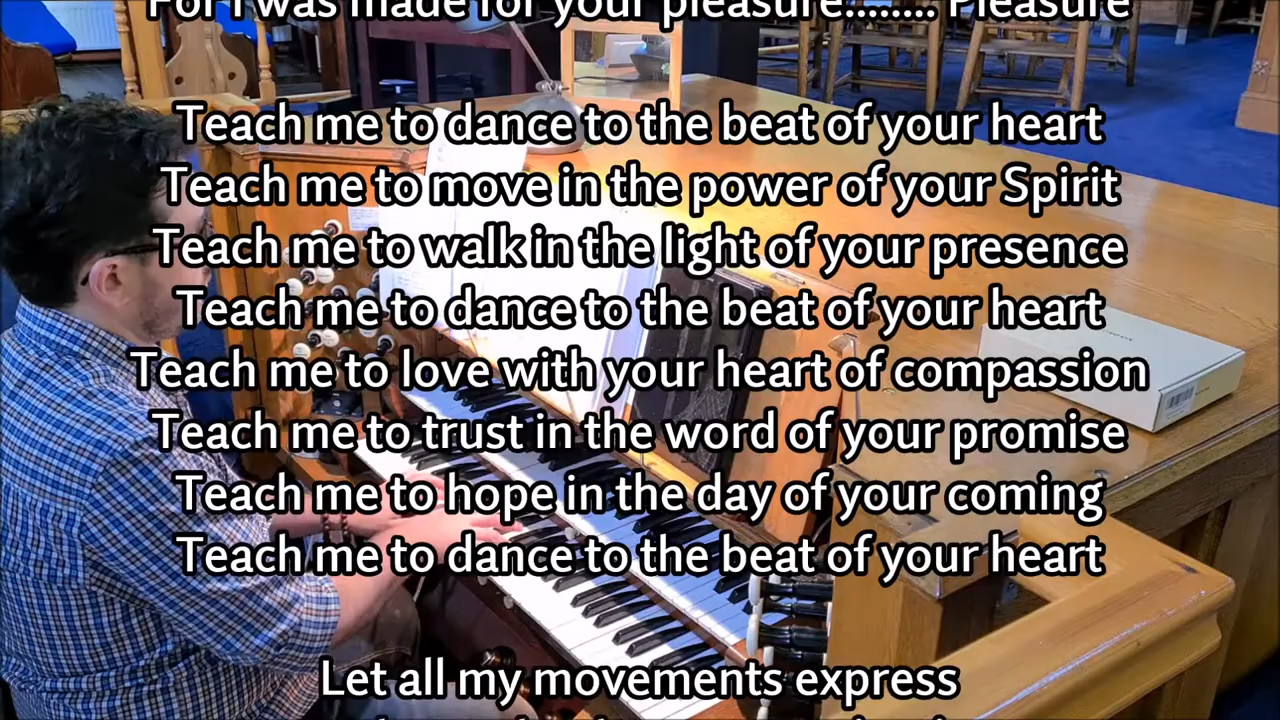 For I was made for your pleasure........ Pleasure
Teach me to dance to the beat of your heart
Teach me to move in the power of your Spirit
Teach me to walk in the light of your presence
Teach me to dance to the beat of your heart
Teach me to love with your heart of compassion
Teach me to trust in the word of your promise
Teach me to hope in the day of your coming
Teach me to dance to the beat of your heart
Let all my movements express